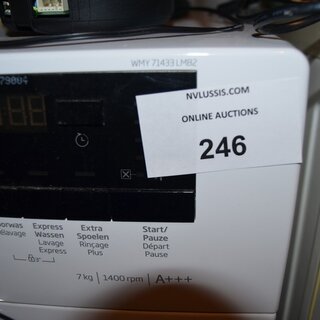 WMY 71433 LMB2
79804
NVLUSSIS.COM
ONLINE AUCTIONS
246
Express
Wassen
Lavage
Express
Extra
Spoelen
Rinçage
Plus
Start/
Pauze
Départ
Pause
3"
7 kg 1400 rpm A+++